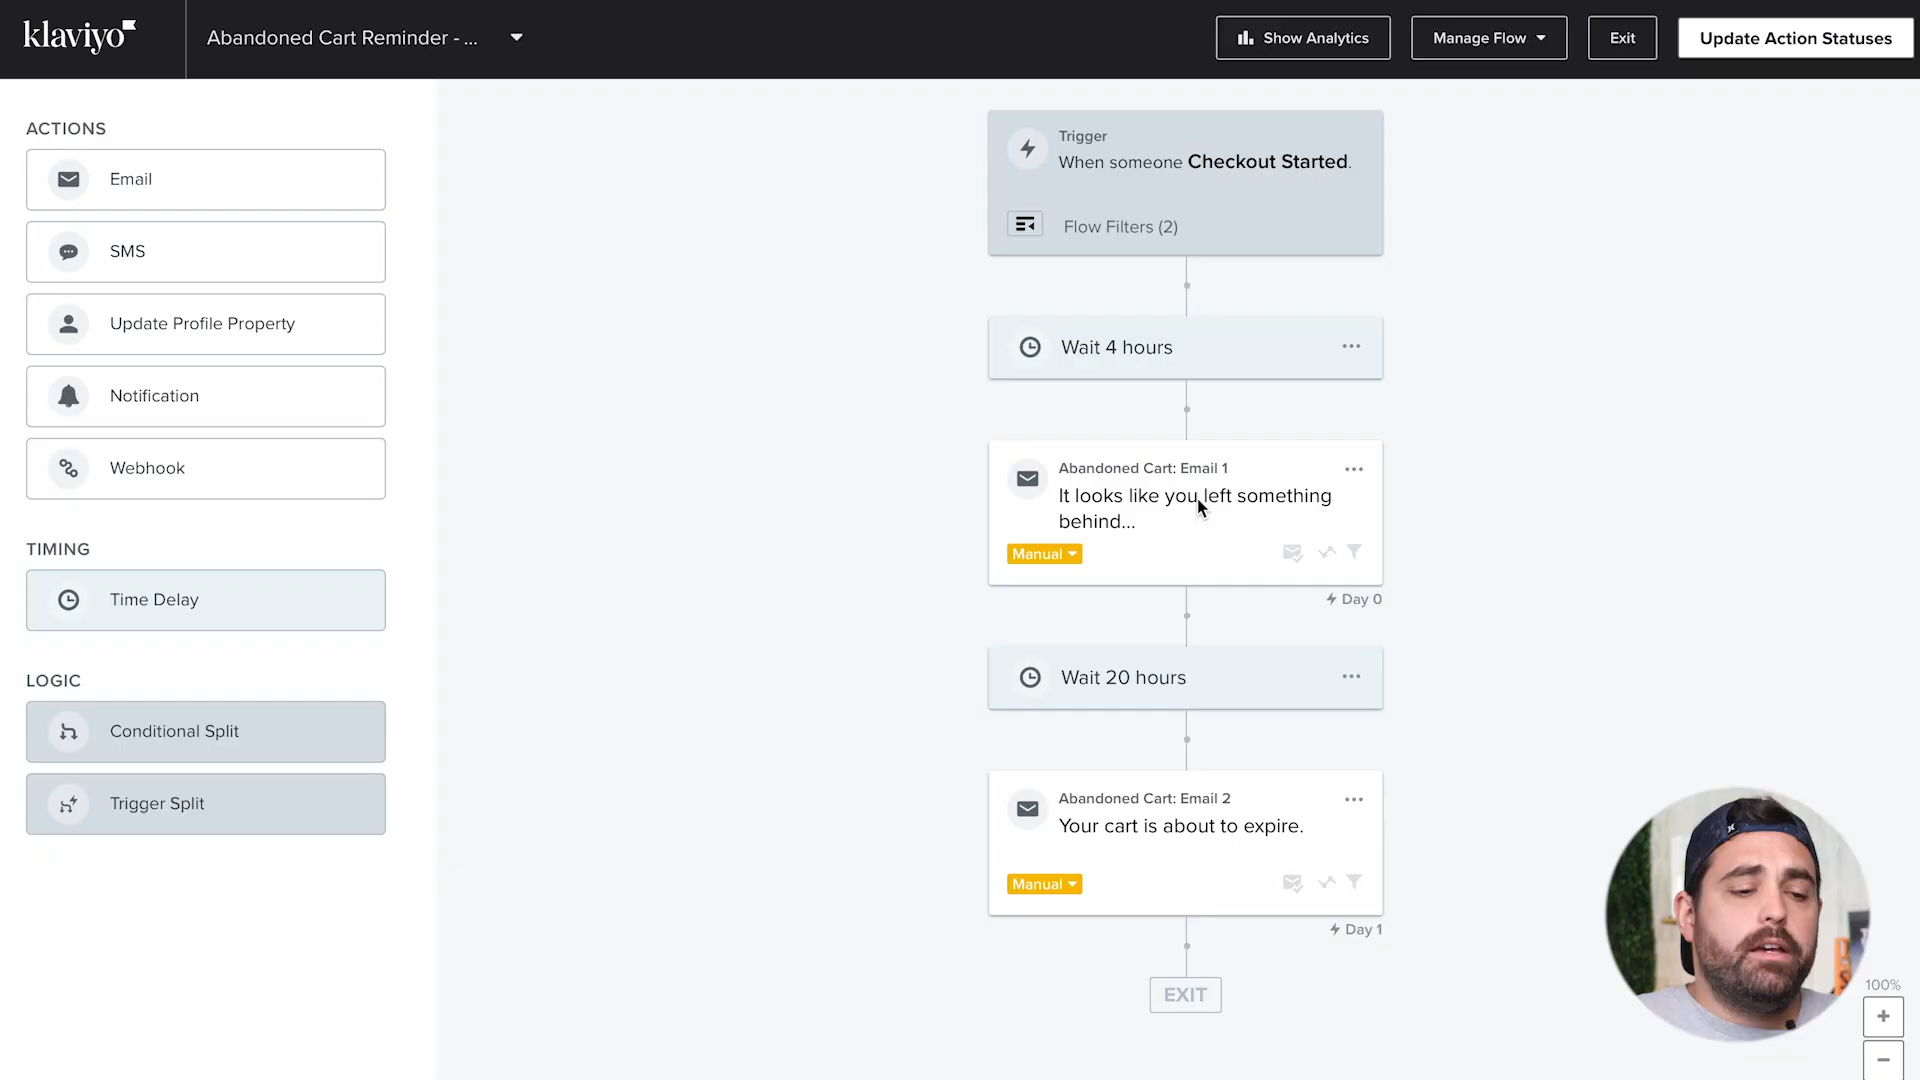 klaviyo
Abandoned Cart Reminder - ...
Show Analytics
Manage Flow
Exit
Update Action Statuses
ACTIONS
Email
SMS
Update Profile Property
Notification
Webhook
TIMING
Time Delay
LOGIC
Conditional Split
Trigger Split
Trigger
When someone Checkout Started.
Flow Filters (2)
Wait 4 hours
Abandoned Cart: Email 1
It looks like you left something
behind...
Manual
Day 0
Wait 20 hours
Abandoned Cart: Email 2
Your cart is about to expire.
Manual
Day 1
EXIT
100%